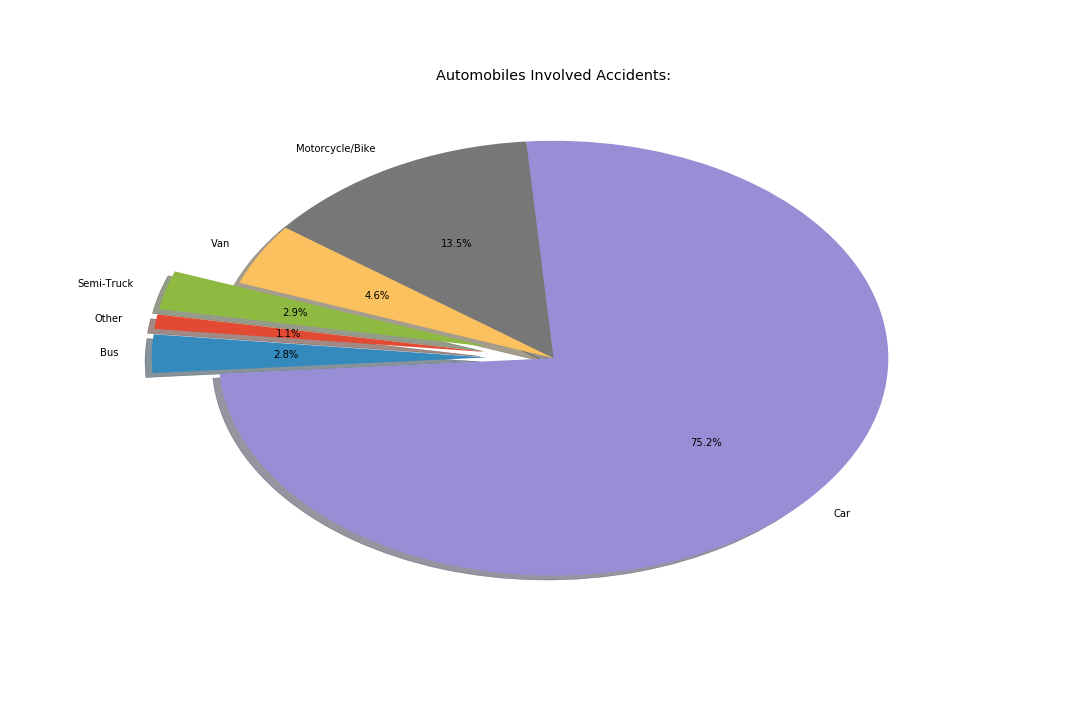 Automobiles Involved Accidents:
Motorcycle/Bike
13.5%
Van
4.6%
Semi-Truck
2.9%
Other
1.1%
Bus
2.8%
75.2%
Car